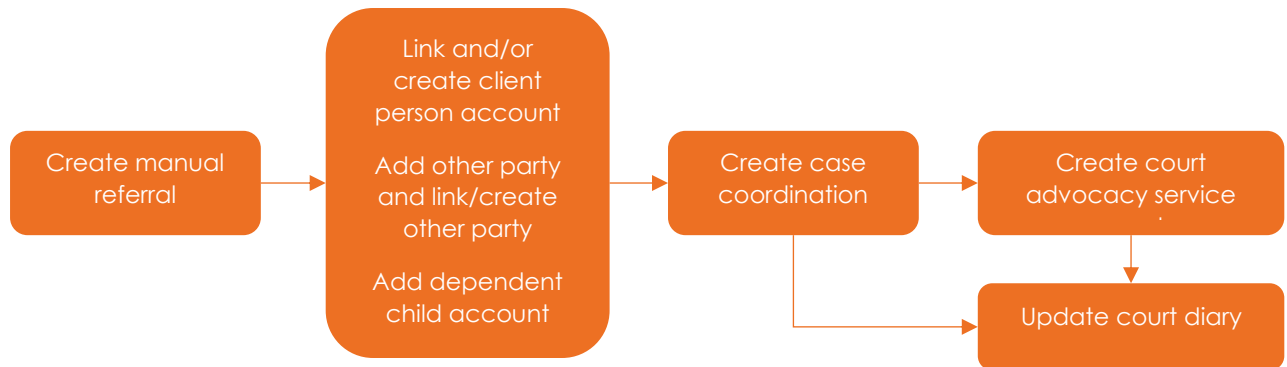 Create manual
referral
Link and/or
create client
person account
Add other party
and link/create
other party
Add dependent
child account
Create case
coordination
Create court
advocacy service
Update court diary